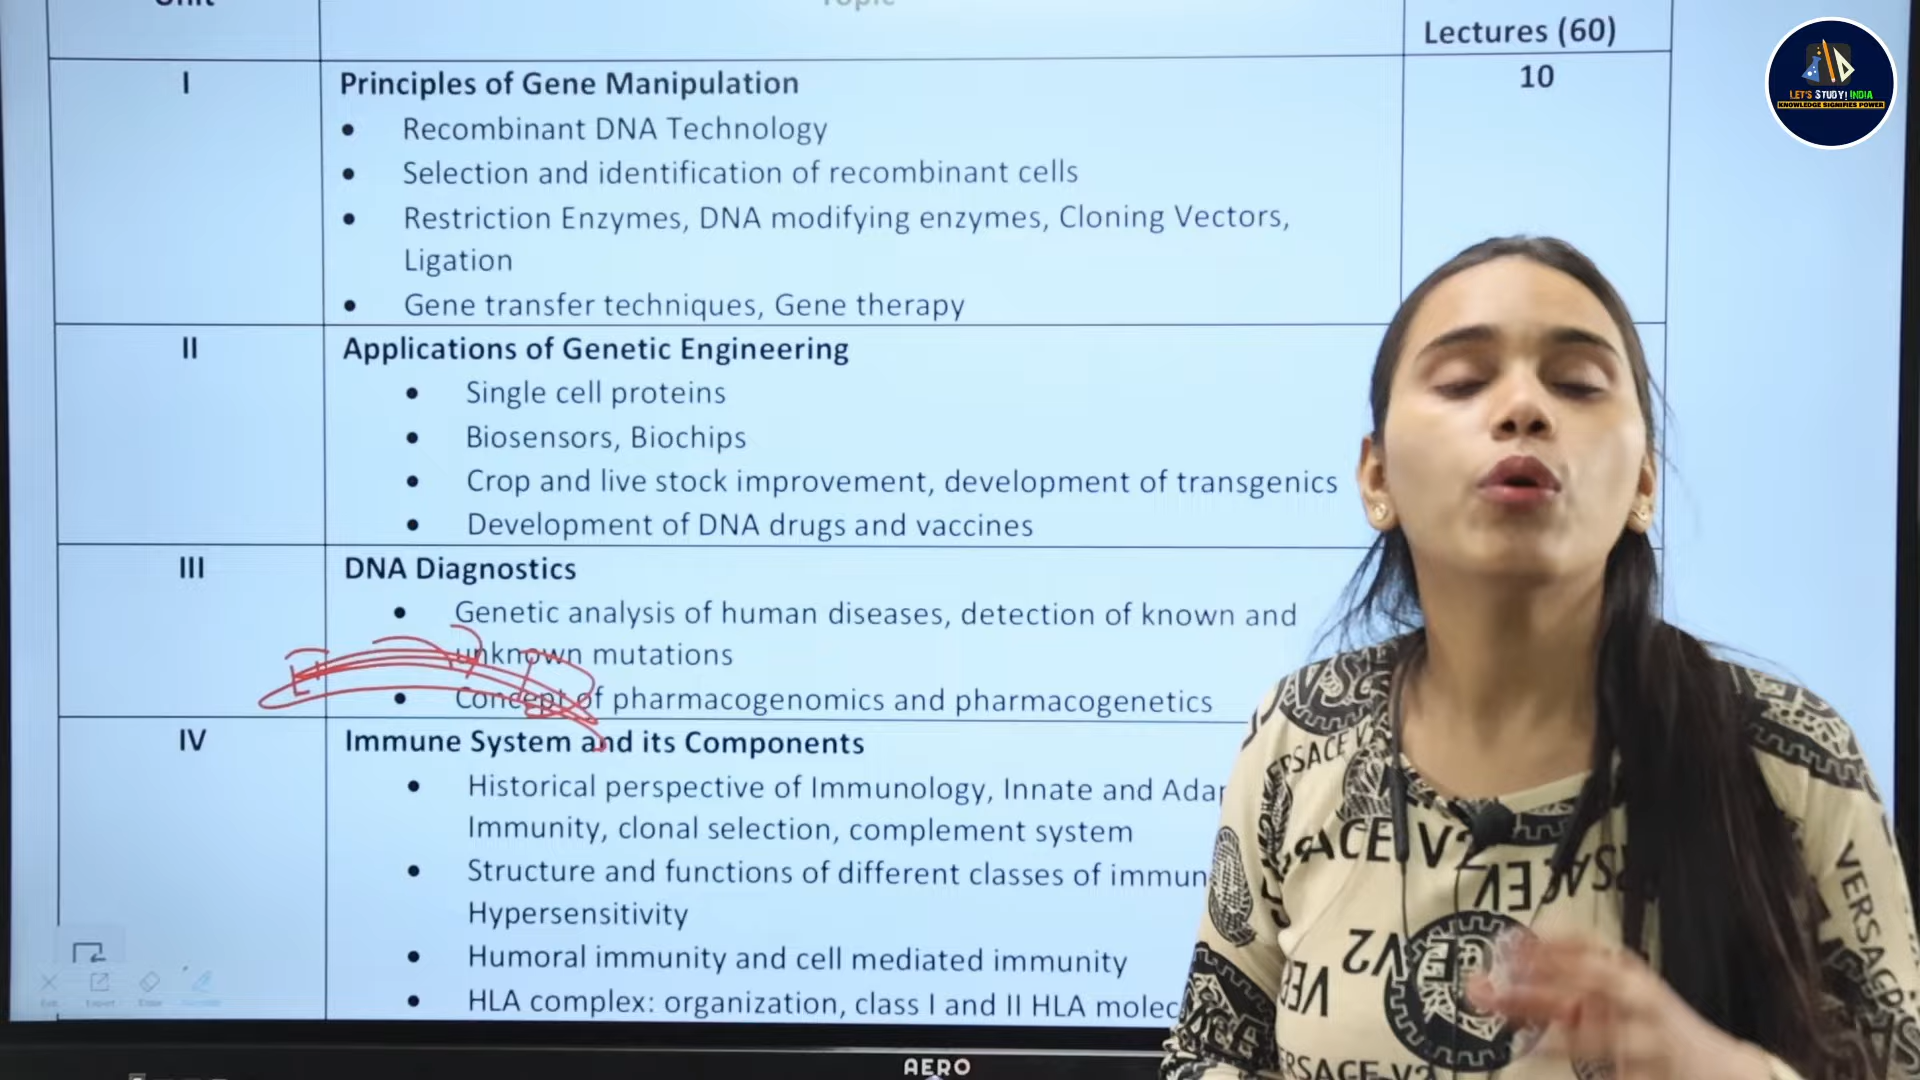 Lectures (60)
I
Principles of Gene Manipulation
10
• Recombinant DNA Technology
• Selection and identification of recombinant cells
• Restriction Enzymes, DNA modifying enzymes, Cloning Vectors,
Ligation
• Gene transfer techniques, Gene therapy
II
Applications of Genetic Engineering
• Single cell proteins
• Biosensors, Biochips
• Crop and live stock improvement, development of transgenics
• Development of DNA drugs and vaccines
III
DNA Diagnostics
• Genetic analysis of human diseases, detection of known and
unknown mutations
• Concept of pharmacogenomics and pharmacogenetics
IV
Immune System and its Components
• Historical perspective of Immunology, Innate and
Immunity, clonal selection, complement system
• Structure and functions of different classes of
Hypersensitivity
• Humoral immunity and cell mediated immunity
• HLA complex: organization, class I and II HLA
AERO
LET'S STUDY! INDIA
KNOWLEDGE SIGNIFIES POWER
VERSACE